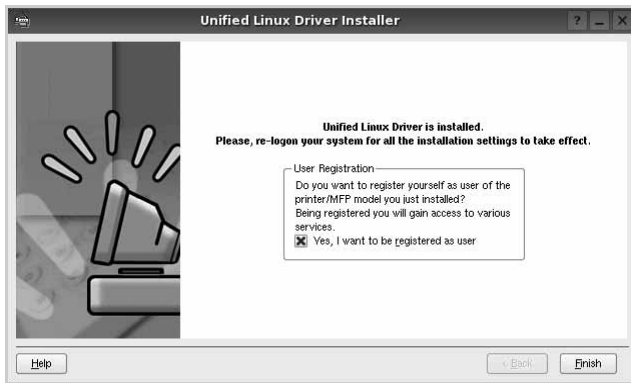 Unified Linux Driver Installer
Unified Linux Driver is installed.
Please, re-logon your system for all the installation settings to take effect.
User Registration
Do you want to register yourself as user of the
printer/MFP model you just installed?
Being registered you will gain access to various
services.
Yes, I want to be registered as user
Help
< Back
Finish